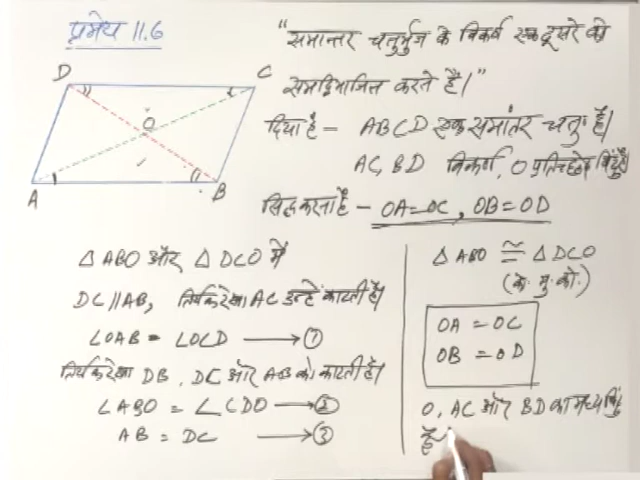 प्रमेय 11.6
"समान्तर चतुर्भुज के विकर्ण एक दूसरे को
समद्विभाजित करते हैं।"
दिया है - ABCD एक समांतर चतु॰ है।
AC, BD विकर्ण, O प्रतिच्छेद बिंदु है।
सिद्ध करना है - OA = OC, OB = OD
D C
O
A B
△ ABO और △ DCO में
DC // AB, तिर्यक रेखा AC उन्हें काटती है।
∠OAB = ∠OCD ⟶ ①
तिर्यक रेखा DB, DC और AB को काटती है।
∠ABO = ∠CDO ⟶ ②
AB = DC ⟶ ③
△ ABO ≅ △ DCO
(को॰ भु॰ को॰)
OA = OC
OB = OD
O, AC और BD का मध्य बिंदु
है